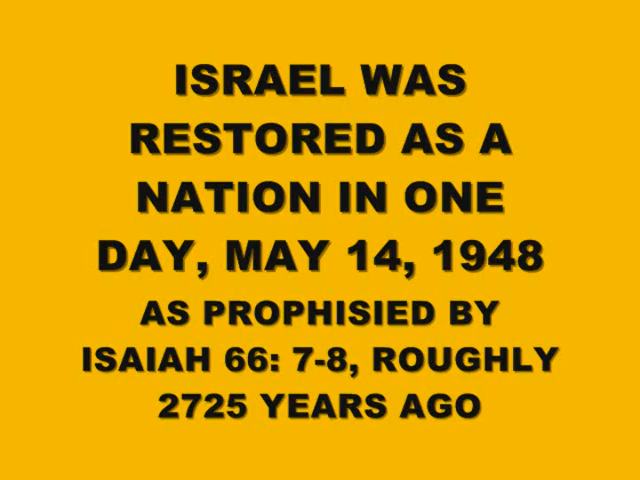 ISRAEL WAS
RESTORED AS A
NATION IN ONE
DAY, MAY 14, 1948
AS PROPHISIED BY
ISAIAH 66: 7-8, ROUGHLY
2725 YEARS AGO